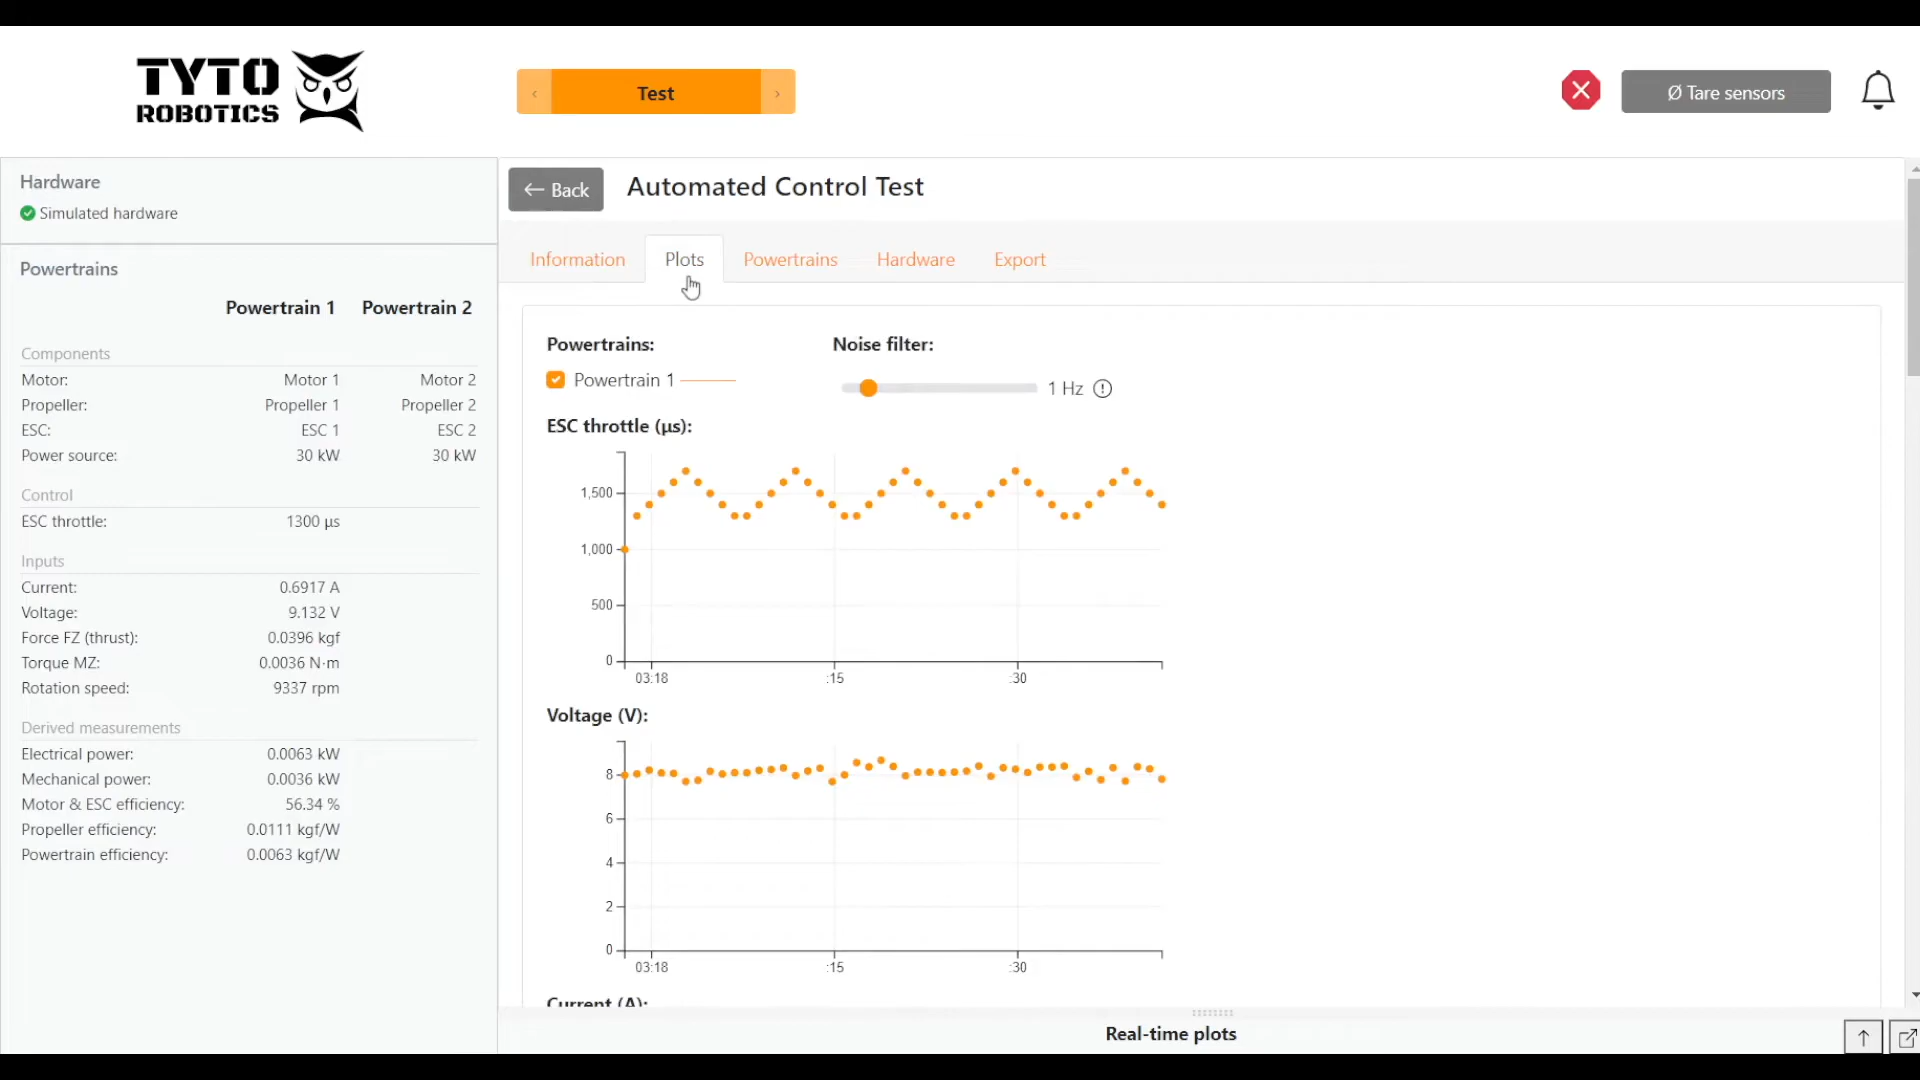 TYTO
ROBOTICS
‹ Test ›
Ø Tare sensors
Hardware
Simulated hardware
Powertrains
Powertrain 1 Powertrain 2
Components
Motor: Motor 1 Motor 2
Propeller: Propeller 1 Propeller 2
ESC: ESC 1 ESC 2
Power source: 30 kW 30 kW
Control
ESC throttle: 1300 µs
Inputs
Current: 0.6917 A
Voltage: 9.132 V
Force FZ (thrust): 0.0396 kgf
Torque MZ: 0.0036 N·m
Rotation speed: 9337 rpm
Derived measurements
Electrical power: 0.0063 kW
Mechanical power: 0.0036 kW
Motor & ESC efficiency: 56.34 %
Propeller efficiency: 0.0111 kgf/W
Powertrain efficiency: 0.0063 kgf/W
← Back
Automated Control Test
Information Plots Powertrains Hardware Export
Powertrains: Noise filter:
Powertrain 1 1 Hz
ESC throttle (µs):
1,500
1,000
500
0
03:18 :15 :30
Voltage (V):
8
6
4
2
0
03:18 :15 :30
Current (A):
Real-time plots